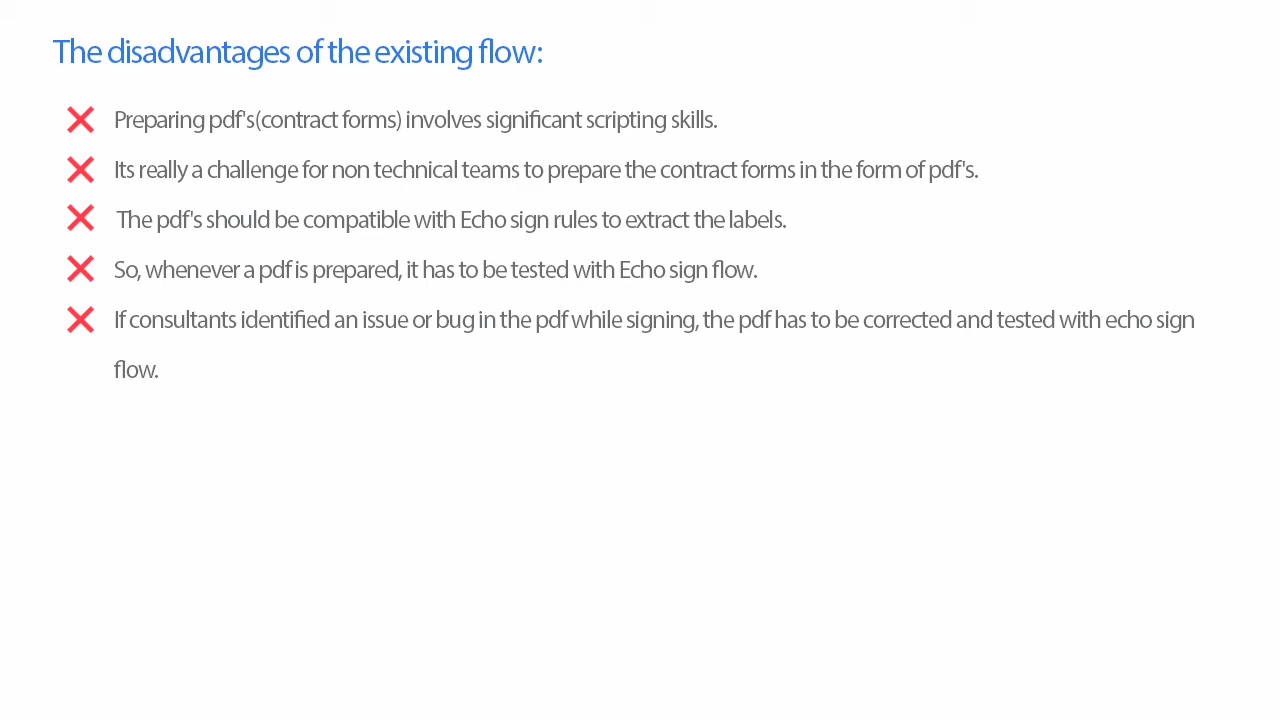 The disadvantages of the existing flow:
Preparing pdf's(contract forms) involves significant scripting skills.
Its really a challenge for non technical teams to prepare the contract forms in the form of pdf's.
The pdf's should be compatible with Echo sign rules to extract the labels.
So, whenever a pdf is prepared, it has to be tested with Echo sign flow.
If consultants identified an issue or bug in the pdf while signing, the pdf has to be corrected and tested with echo sign
flow.